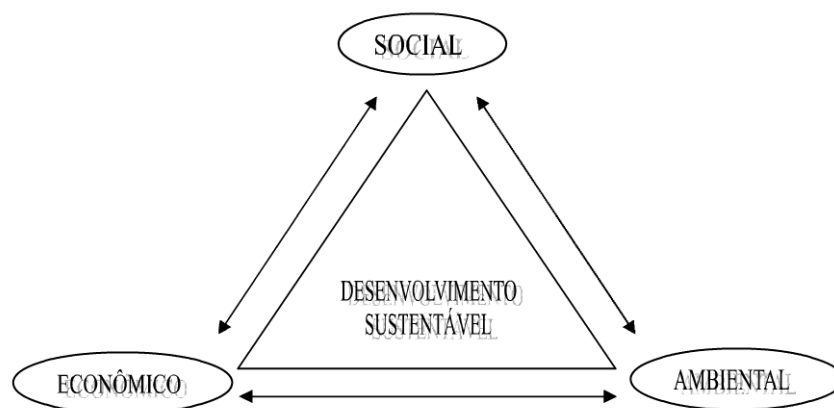 SOCIAL
DESENVOLVIMENTO
SUSTENTÁVEL
ECONÔMICO
AMBIENTAL